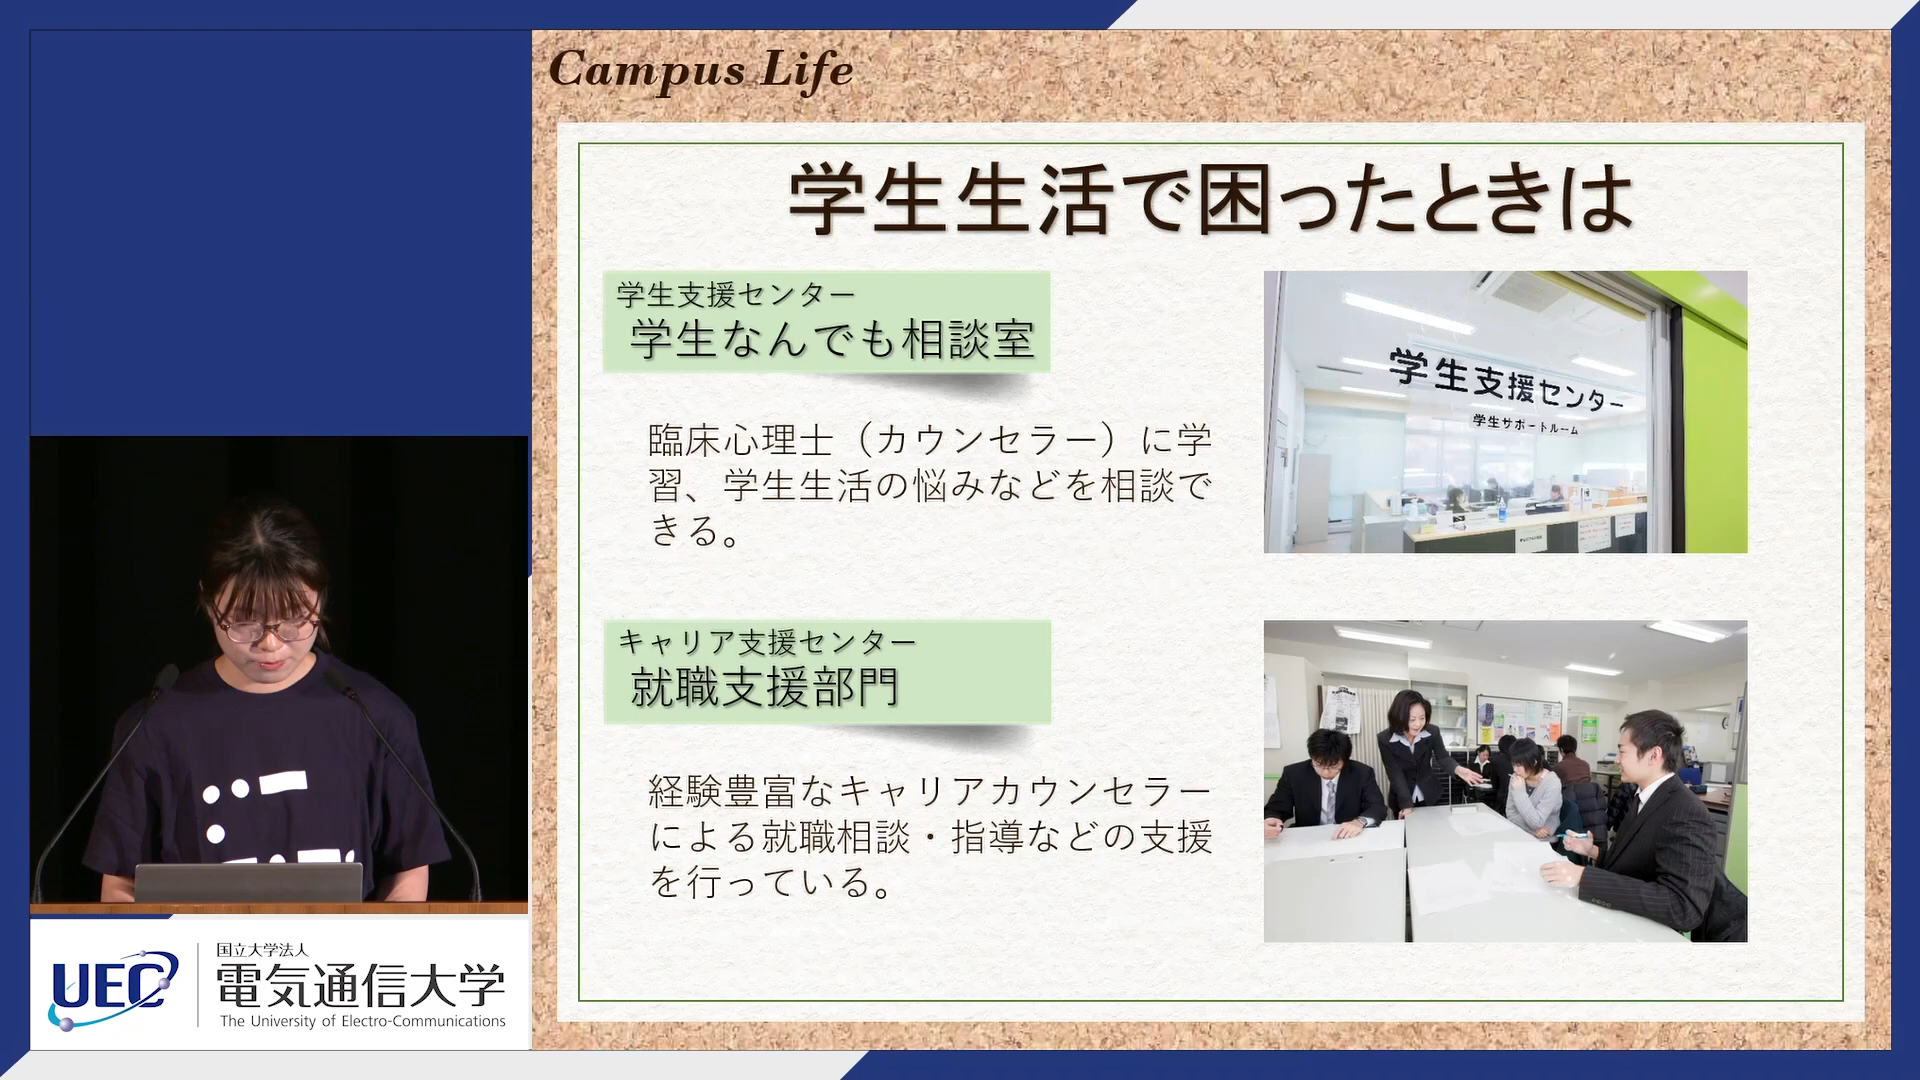 Campus Life
学生生活で困ったときは
学生支援センター
学生なんでも相談室
臨床心理士（カウンセラー）に学
習、学生生活の悩みなどを相談で
きる。
学生支援センター
学生サポートルーム
キャリア支援センター
就職支援部門
経験豊富なキャリアカウンセラー
による就職相談・指導などの支援
を行っている。
UEC
国立大学法人
電気通信大学
The University of Electro-Communications